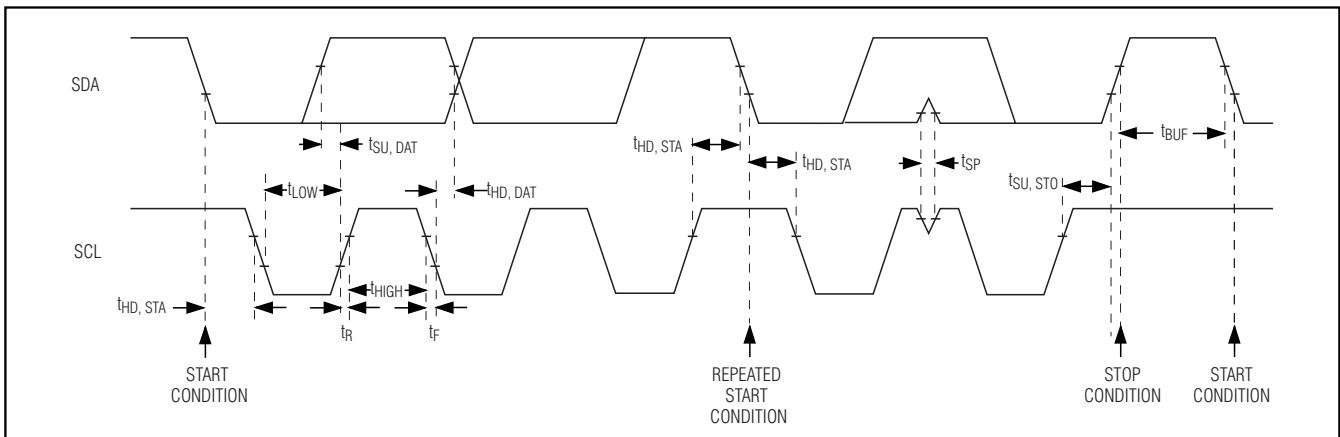 SDA
tSU, DAT
tHD, STA
tHD, STA
tSP
tBUF
tLOW
tHD, DAT
tSU, STO
SCL
tHD, STA
tHIGH
tR
tF
START
CONDITION
REPEATED
START
CONDITION
STOP
CONDITION
START
CONDITION